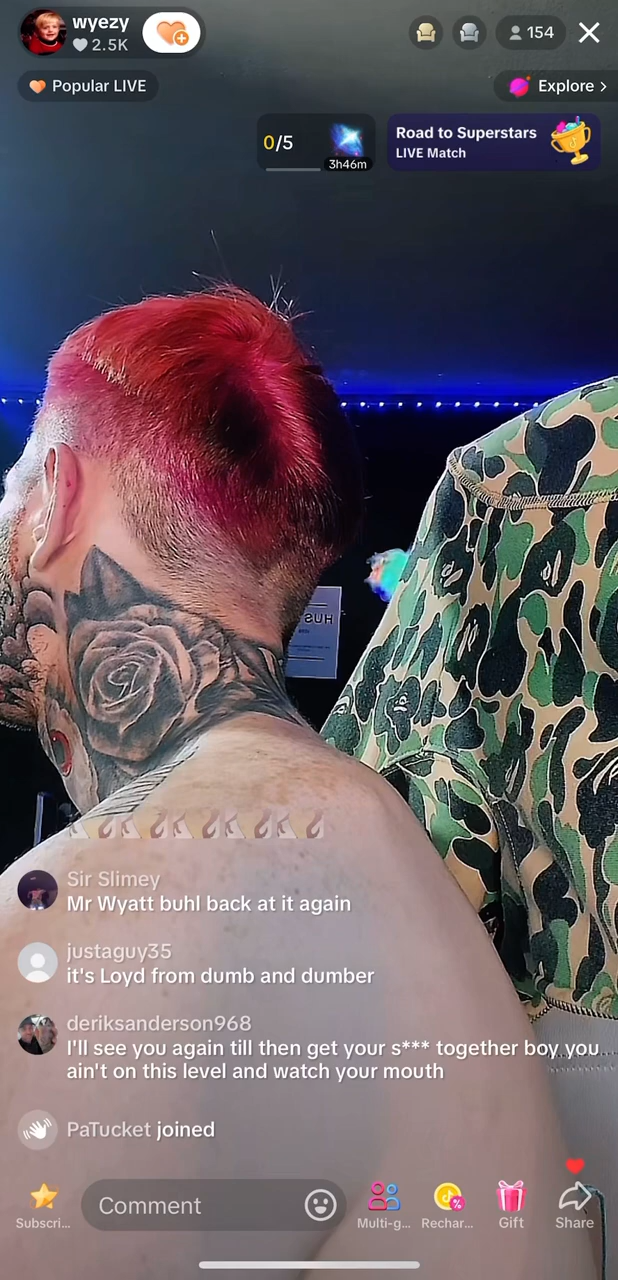 wyezy
2.5K
154
Popular LIVE
Explore >
0/5
3h46m
Road to Superstars
LIVE Match
Sir Slimey
Mr Wyatt buhl back at it again
justaguy35
it's Loyd from dumb and dumber
deriksanderson968
I'll see you again till then get your s*** together boy you
ain't on this level and watch your mouth
PaTucket joined
Subscri...
Comment
Multi-g...
Rechar...
Gift
Share